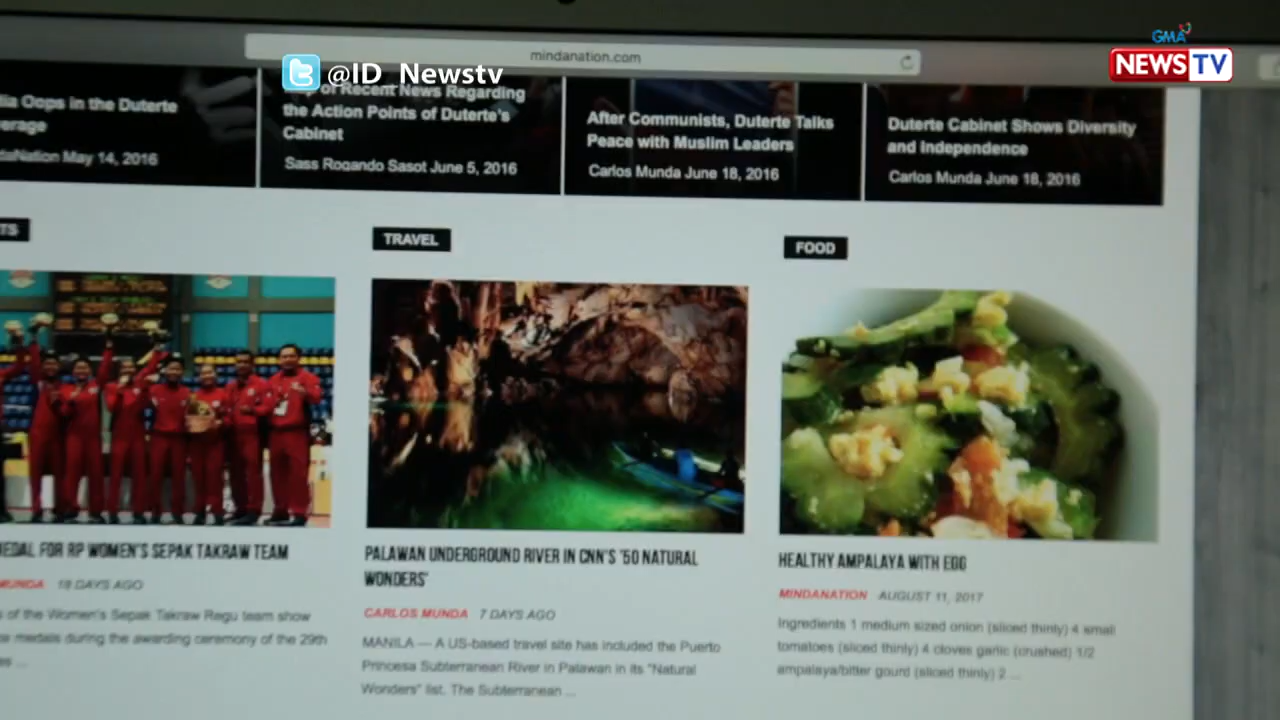 GMA
NEWS TV
mindanation.com
@ID_Newstv
Oops in the Duterte
May 14, 2016
of Recent News Regarding
the Action Points of Duterte's
Cabinet
Sass Rogando Sasot June 5, 2016
After Communists, Duterte Talks
Peace with Muslim Leaders
Carlos Munda June 18, 2016
Duterte Cabinet Shows Diversity
and Independence
Carlos Munda June 18, 2016
TRAVEL
FOOD
FOR RP WOMEN'S SEPAK TAKRAW TEAM
MUNDA 18 DAYS AGO
of the Women's Sepak Takraw Regu team show
medals during the awarding ceremony of the 29th
...
PALAWAN UNDERGROUND RIVER IN CNN'S '50 NATURAL
WONDERS'
CARLOS MUNDA 7 DAYS AGO
MANILA — A US-based travel site has included the Puerto
Princesa Subterranean River in Palawan in its "Natural
Wonders" list. The Subterranean ...
HEALTHY AMPALAYA WITH EGG
MINDANATION AUGUST 11, 2017
Ingredients 1 medium sized onion (sliced thinly) 4 small
tomatoes (sliced thinly) 4 cloves garlic (crushed) 1/2
ampalaya/bitter gourd (sliced thinly) 2 ...